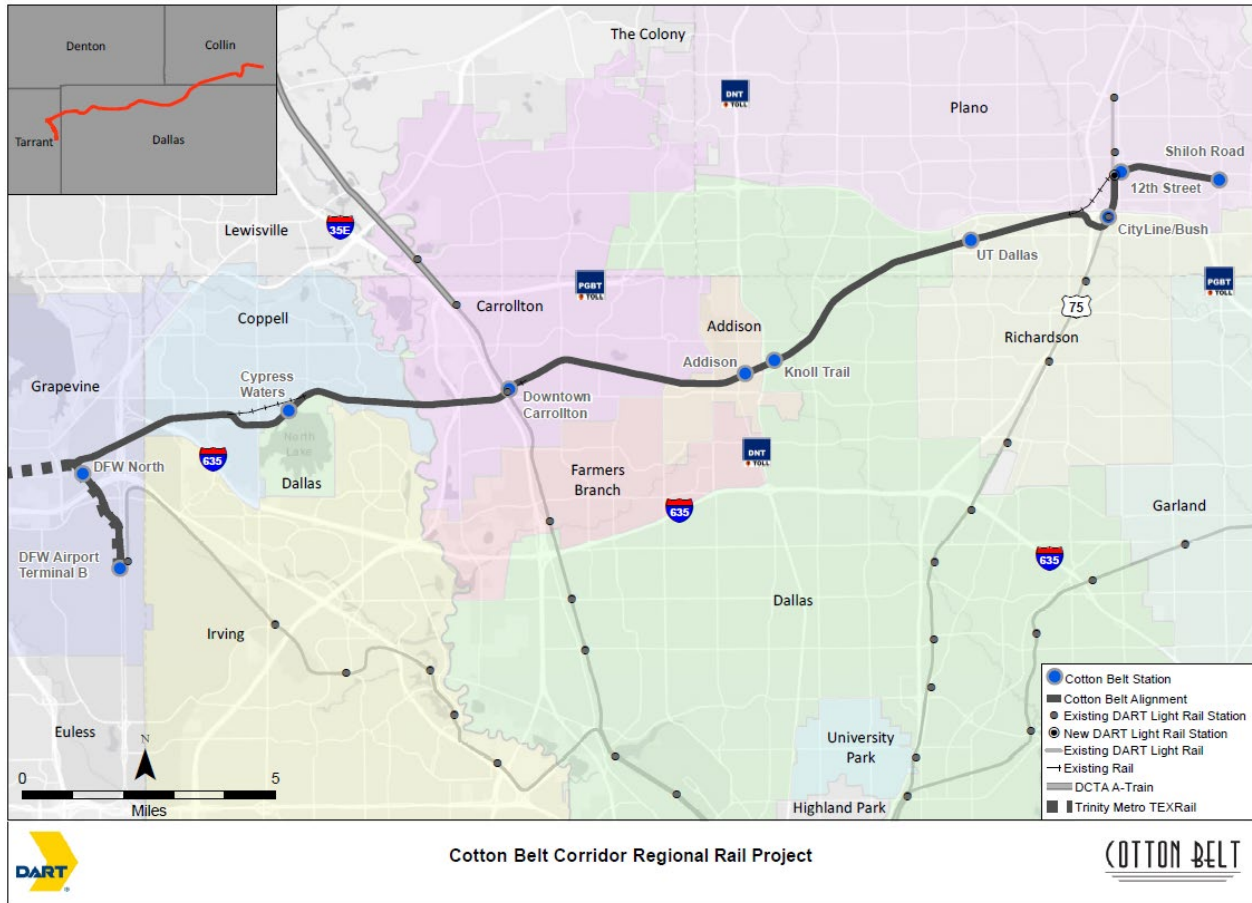 Denton
Collin
Tarrant
Dallas
The Colony
DNT
TOLL
Plano
Shiloh Road
12th Street
CityLine/Bush
Lewisville
35E
UT Dallas
PGBT
TOLL
PGBT
TOLL
Carrollton
Coppell
75
Addison
Richardson
Cypress
Waters
Addison
Knoll Trail
Grapevine
Downtown
Carrollton
North
Lake
635
DFW North
Dallas
DNT
TOLL
Farmers
Branch
635
Garland
DFW Airport
Terminal B
635
Dallas
Irving
Euless
University
Park
Highland Park
N
0
5
Miles
Cotton Belt Station
Cotton Belt Alignment
Existing DART Light Rail Station
New DART Light Rail Station
Existing DART Light Rail
Existing Rail
DCTA A-Train
Trinity Metro TEXRail
DART
Cotton Belt Corridor Regional Rail Project
COTTON BELT